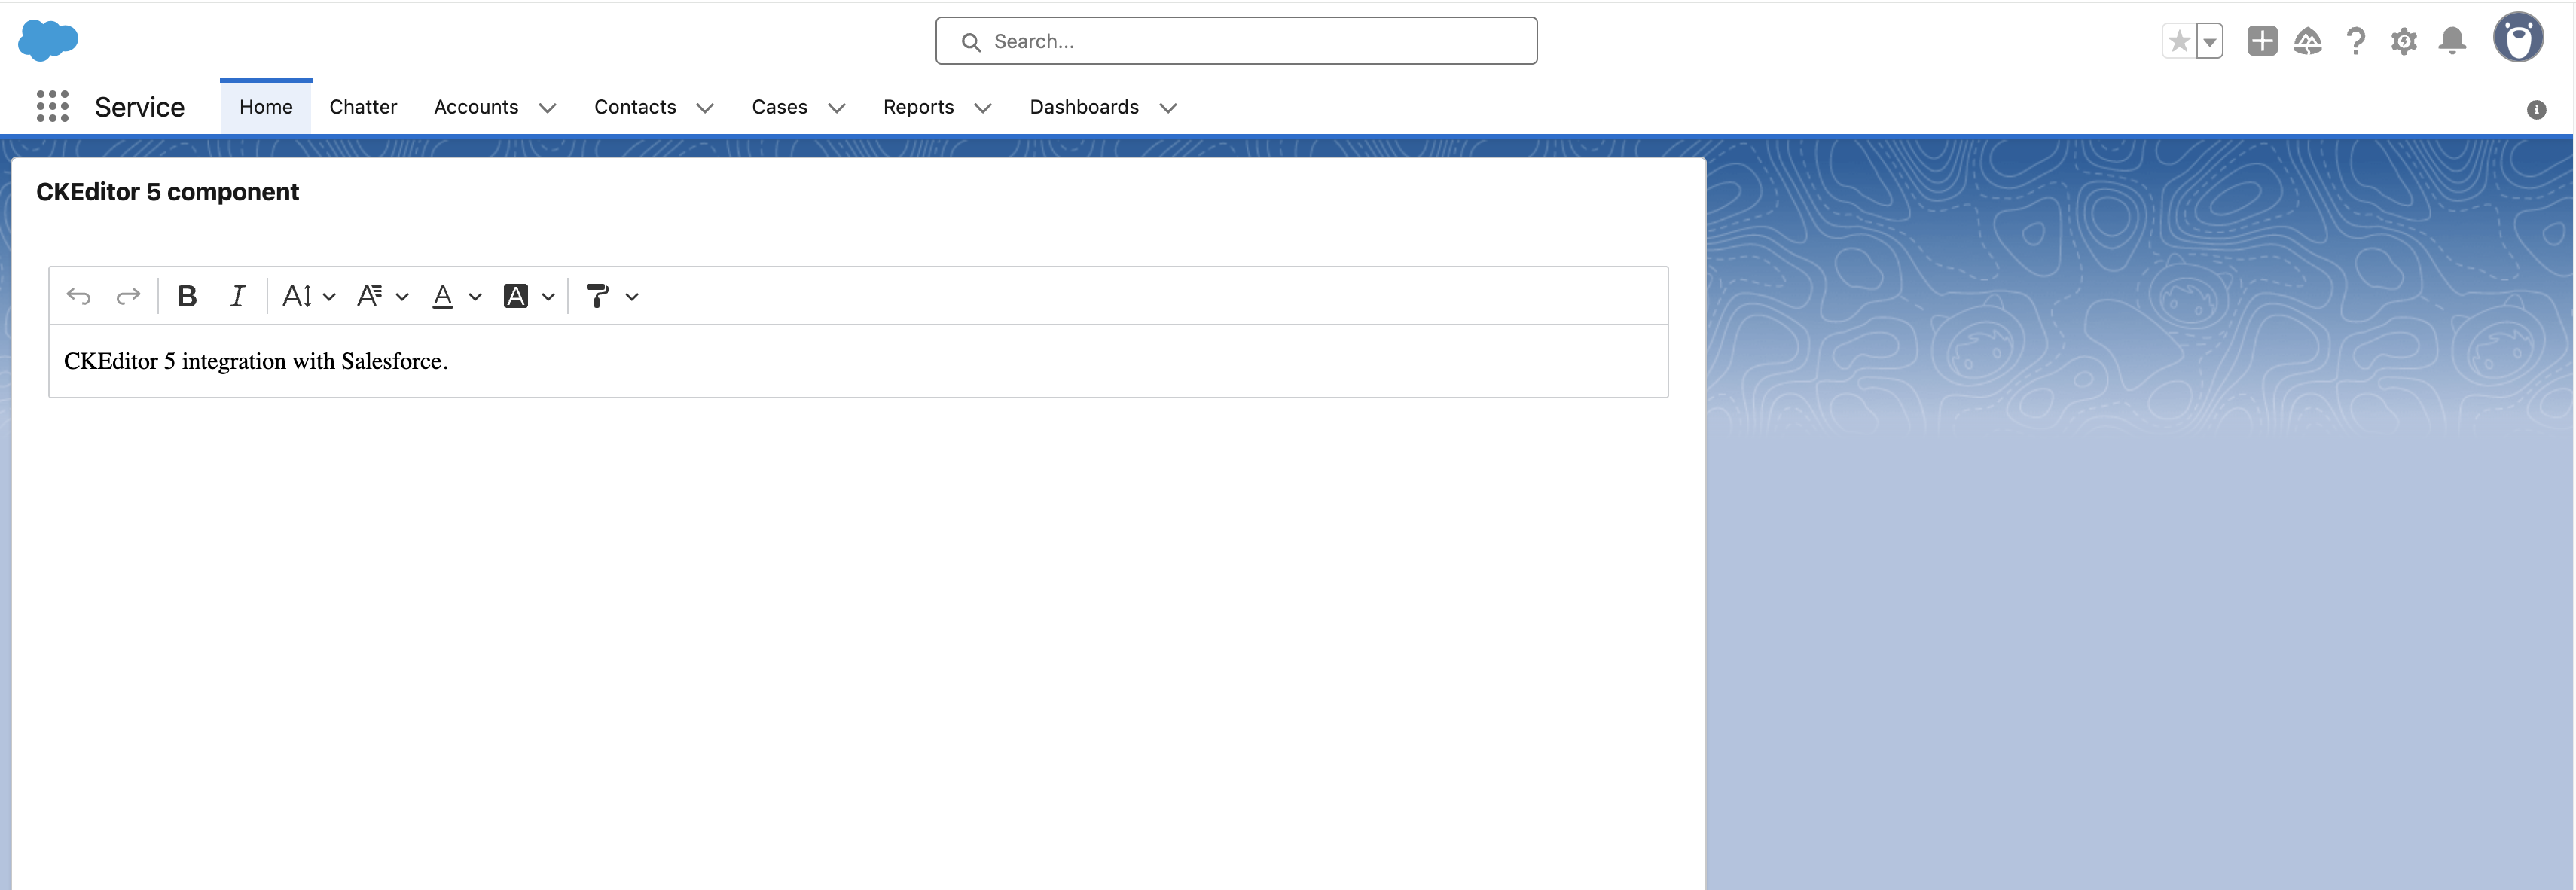 Search...
Service Home Chatter Accounts Contacts Cases Reports Dashboards
CKEditor 5 component
CKEditor 5 integration with Salesforce.